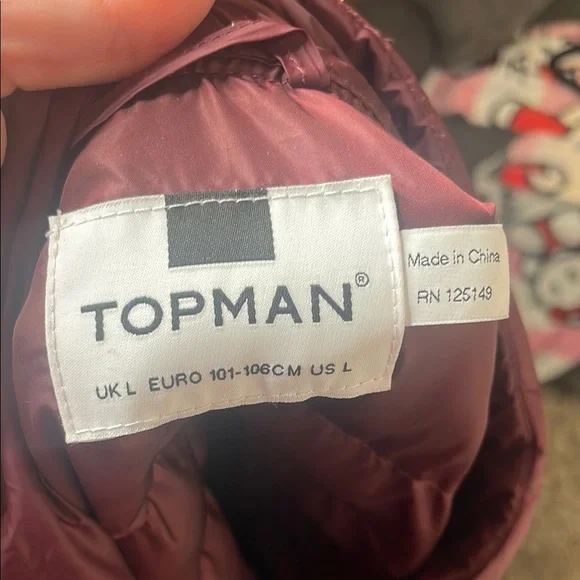 TOPMAN®
UK L EURO 101-106CM US L
Made in China
RN 125149